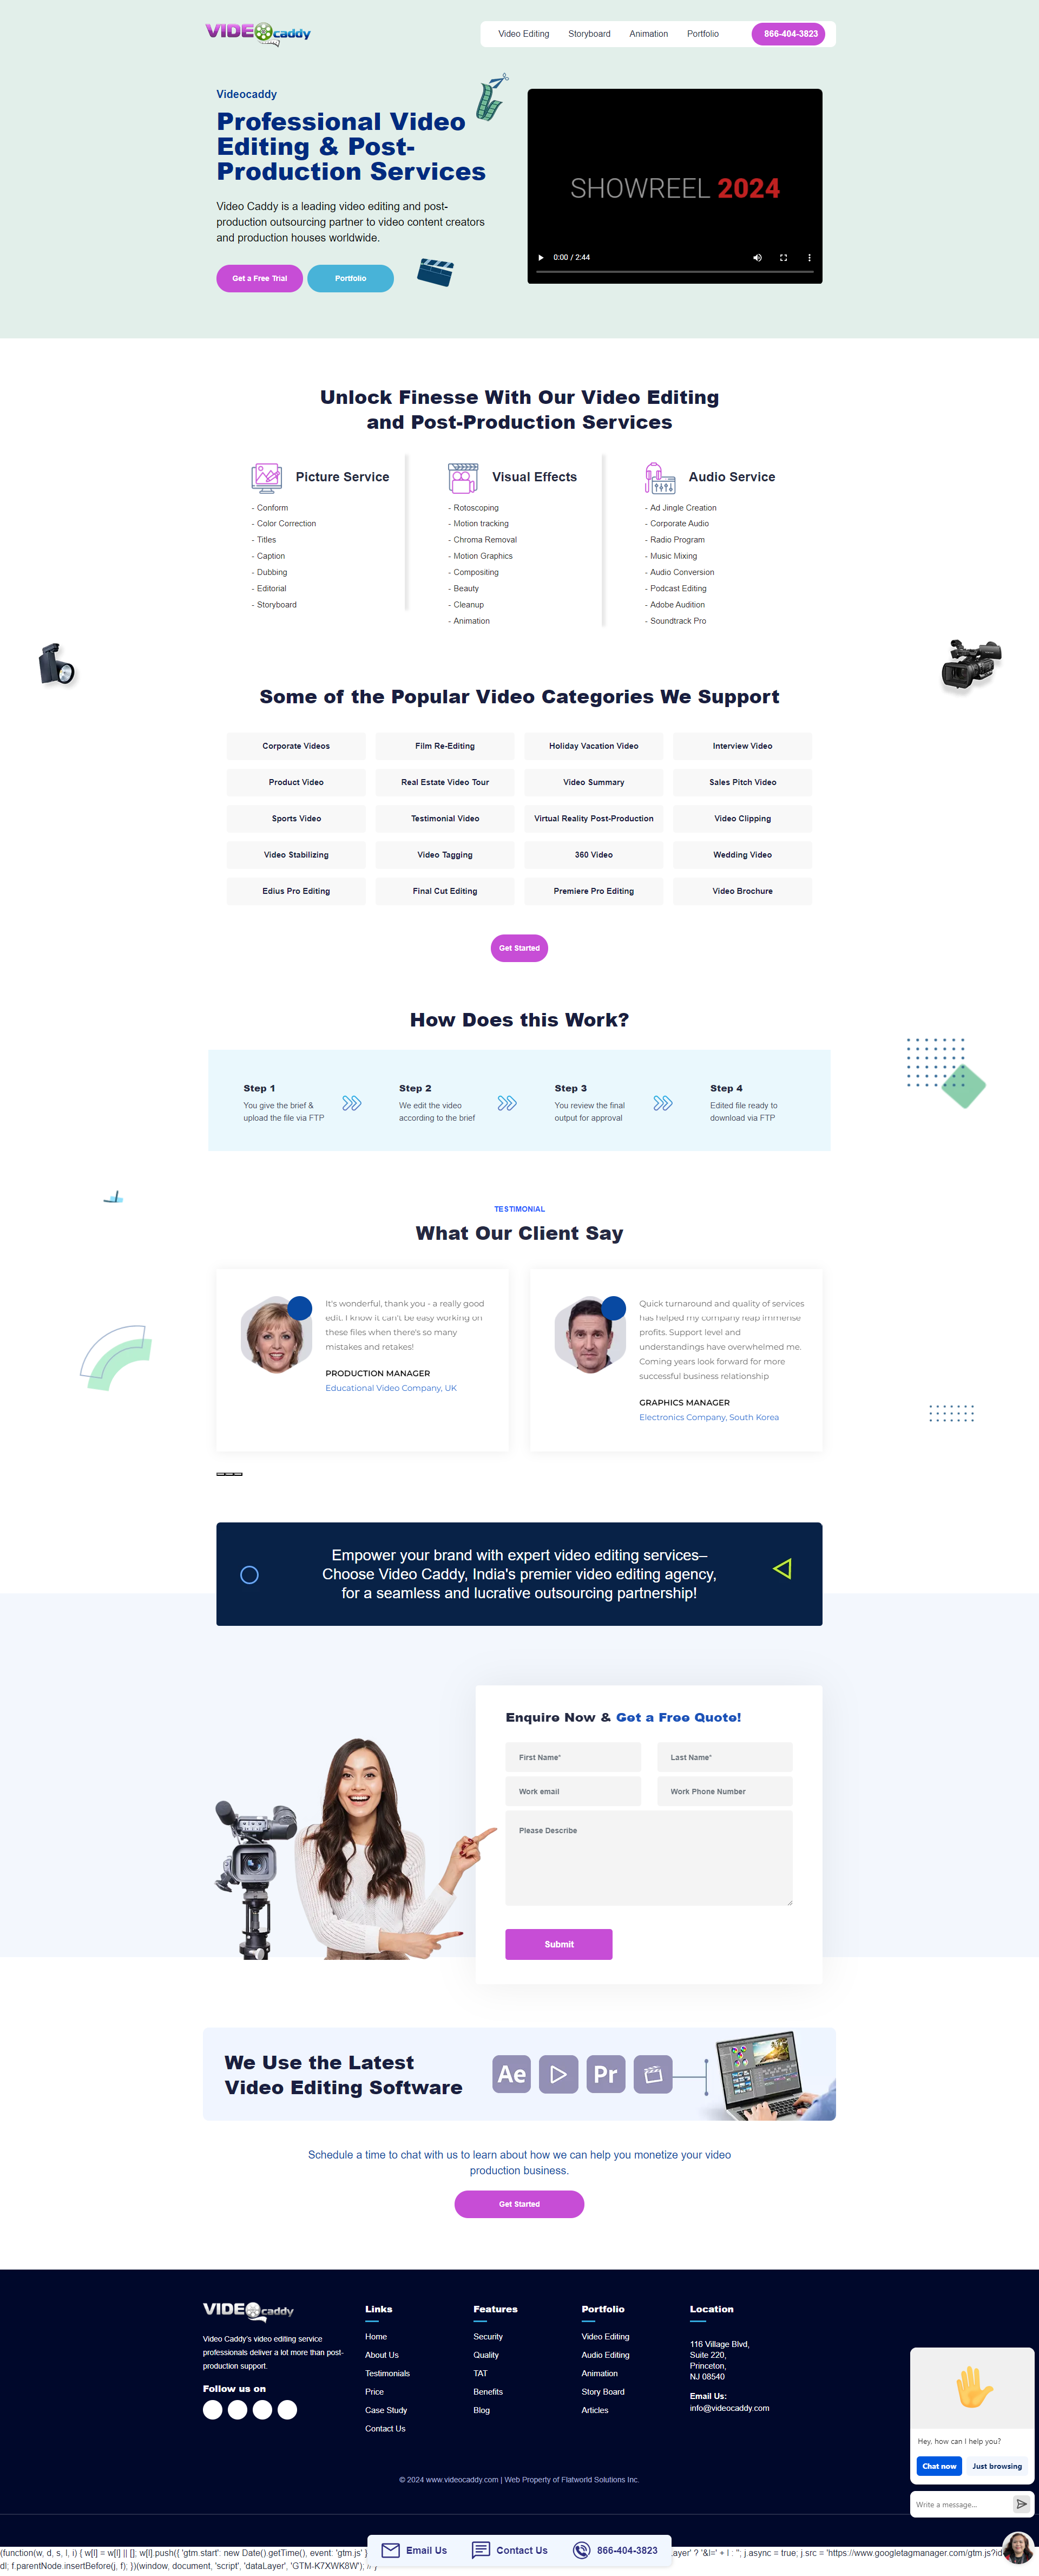 VIDEO caddy
Video Editing
Storyboard
Animation
Portfolio
866-404-3823
Videocaddy
Professional Video
Editing & Post-
Production Services
Video Caddy is a leading video editing and post-
production outsourcing partner to video content creators
and production houses worldwide.
Get a Free Trial
Portfolio
SHOWREEL 2024
0:00 / 2:44
Unlock Finesse With Our Video Editing
and Post-Production Services
Picture Service
- Conform
- Color Correction
- Titles
- Caption
- Dubbing
- Editorial
- Storyboard
Visual Effects
- Rotoscoping
- Motion tracking
- Chroma Removal
- Motion Graphics
- Compositing
- Beauty
- Cleanup
- Animation
Audio Service
- Ad Jingle Creation
- Corporate Audio
- Radio Program
- Music Mixing
- Audio Conversion
- Podcast Editing
- Adobe Audition
- Soundtrack Pro
Some of the Popular Video Categories We Support
Corporate Videos
Film Re-Editing
Holiday Vacation Video
Interview Video
Product Video
Real Estate Video Tour
Video Summary
Sales Pitch Video
Sports Video
Testimonial Video
Virtual Reality Post-Production
Video Clipping
Video Stabilizing
Video Tagging
360 Video
Wedding Video
Edius Pro Editing
Final Cut Editing
Premiere Pro Editing
Video Brochure
Get Started
How Does this Work?
Step 1
You give the brief &
upload the file via FTP
Step 2
We edit the video
according to the brief
Step 3
You review the final
output for approval
Step 4
Edited file ready to
download via FTP
TESTIMONIAL
What Our Client Say
It's wonderful, thank you - a really good
edit. I know it can't be easy working on
these files when there's so many
mistakes and retakes!
PRODUCTION MANAGER
Educational Video Company, UK
Quick turnaround and quality of services
has helped my company reap immense
profits. Support level and
understandings have overwhelmed me.
Coming years look forward for more
successful business relationship
GRAPHICS MANAGER
Electronics Company, South Korea
Empower your brand with expert video editing services–
Choose Video Caddy, India's premier video editing agency,
for a seamless and lucrative outsourcing partnership!
Enquire Now & Get a Free Quote!
First Name*
Last Name*
Work email
Work Phone Number
Please Describe
Submit
We Use the Latest
Video Editing Software
Ae
Pr
Schedule a time to chat with us to learn about how we can help you monetize your video
production business.
Get Started
VIDEO caddy
Video Caddy's video editing service
professionals deliver a lot more than post-
production support.
Follow us on
Links
Home
About Us
Testimonials
Price
Case Study
Contact Us
Features
Security
Quality
TAT
Benefits
Blog
Portfolio
Video Editing
Audio Editing
Animation
Story Board
Articles
Location
116 Village Blvd,
Suite 220,
Princeton,
NJ 08540
Email Us:
info@videocaddy.com
Hey, how can I help you?
Chat now
Just browsing
Write a message...
© 2024 www.videocaddy.com | Web Property of Flatworld Solutions Inc.
Email Us
Contact Us
866-404-3823
(function(w, d, s, l, i) { w[l] = w[l] || []; w[l].push({ 'gtm.start': new Date().getTime(), event: 'gtm.js' }
ayer' ? '&l=' + l : ''; j.async = true; j.src = 'https://www.googletagmanager.com/gtm.js?id=
dl; f.parentNode.insertBefore(j, f); })(window, document, 'script', 'dataLayer', 'GTM-K7XWK8W'); // }